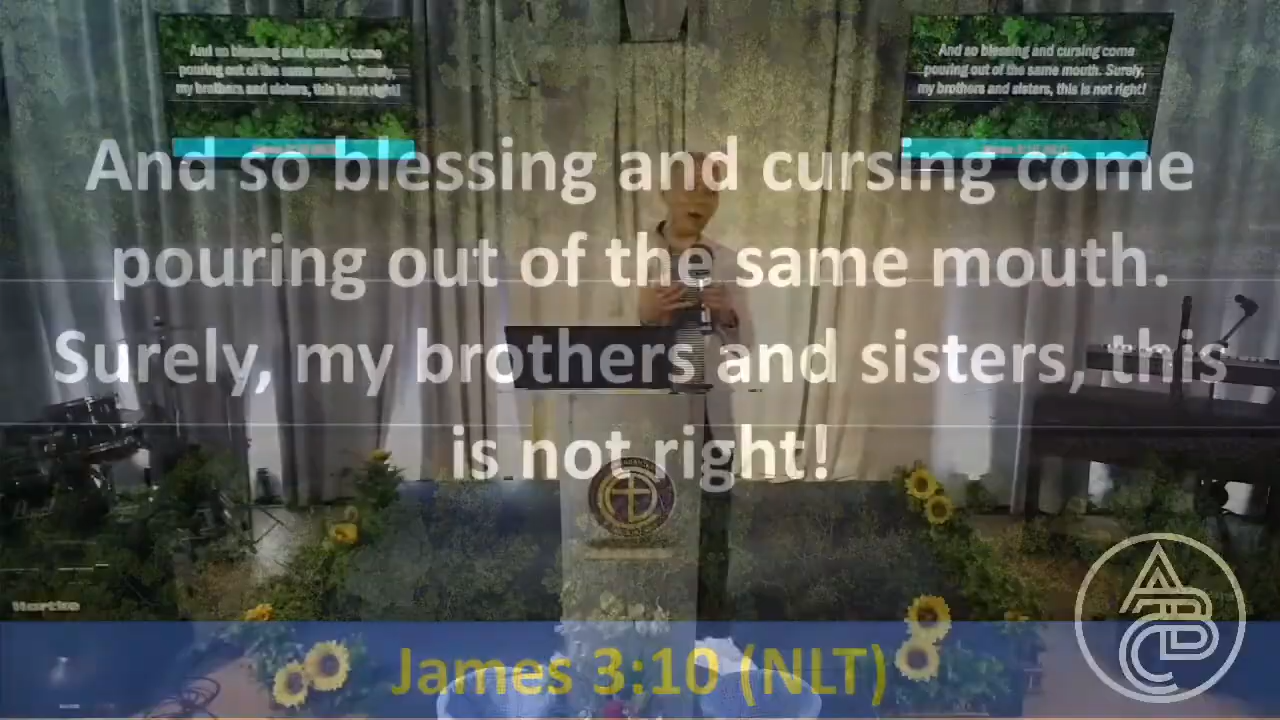 And so blessing and cursing come
pouring out of the same mouth. Surely,
my brothers and sisters, this is not right!
And so blessing and cursing come
pouring out of the same mouth. Surely,
my brothers and sisters, this is not right!
And so blessing and cursing come
pouring out of the same mouth.
Surely, my brothers and sisters, this
is not right!
James 3:10 (NLT)
ABC